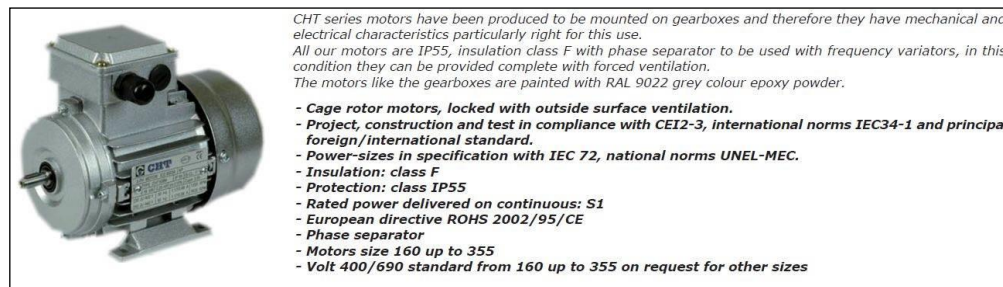 CHT series motors have been produced to be mounted on gearboxes and therefore they have mechanical and
electrical characteristics particularly right for this use.
All our motors are IP55, insulation class F with phase separator to be used with frequency variators, in this
condition they can be provided complete with forced ventilation.
The motors like the gearboxes are painted with RAL 9022 grey colour epoxy powder.
- Cage rotor motors, locked with outside surface ventilation.
- Project, construction and test in compliance with CEI2-3, international norms IEC34-1 and principa
foreign/international standard.
- Power-sizes in specification with IEC 72, national norms UNEL-MEC.
- Insulation: class F
- Protection: class IP55
- Rated power delivered on continuous: S1
- European directive ROHS 2002/95/CE
- Phase separator
- Motors size 160 up to 355
- Volt 400/690 standard from 160 up to 355 on request for other sizes
CHT